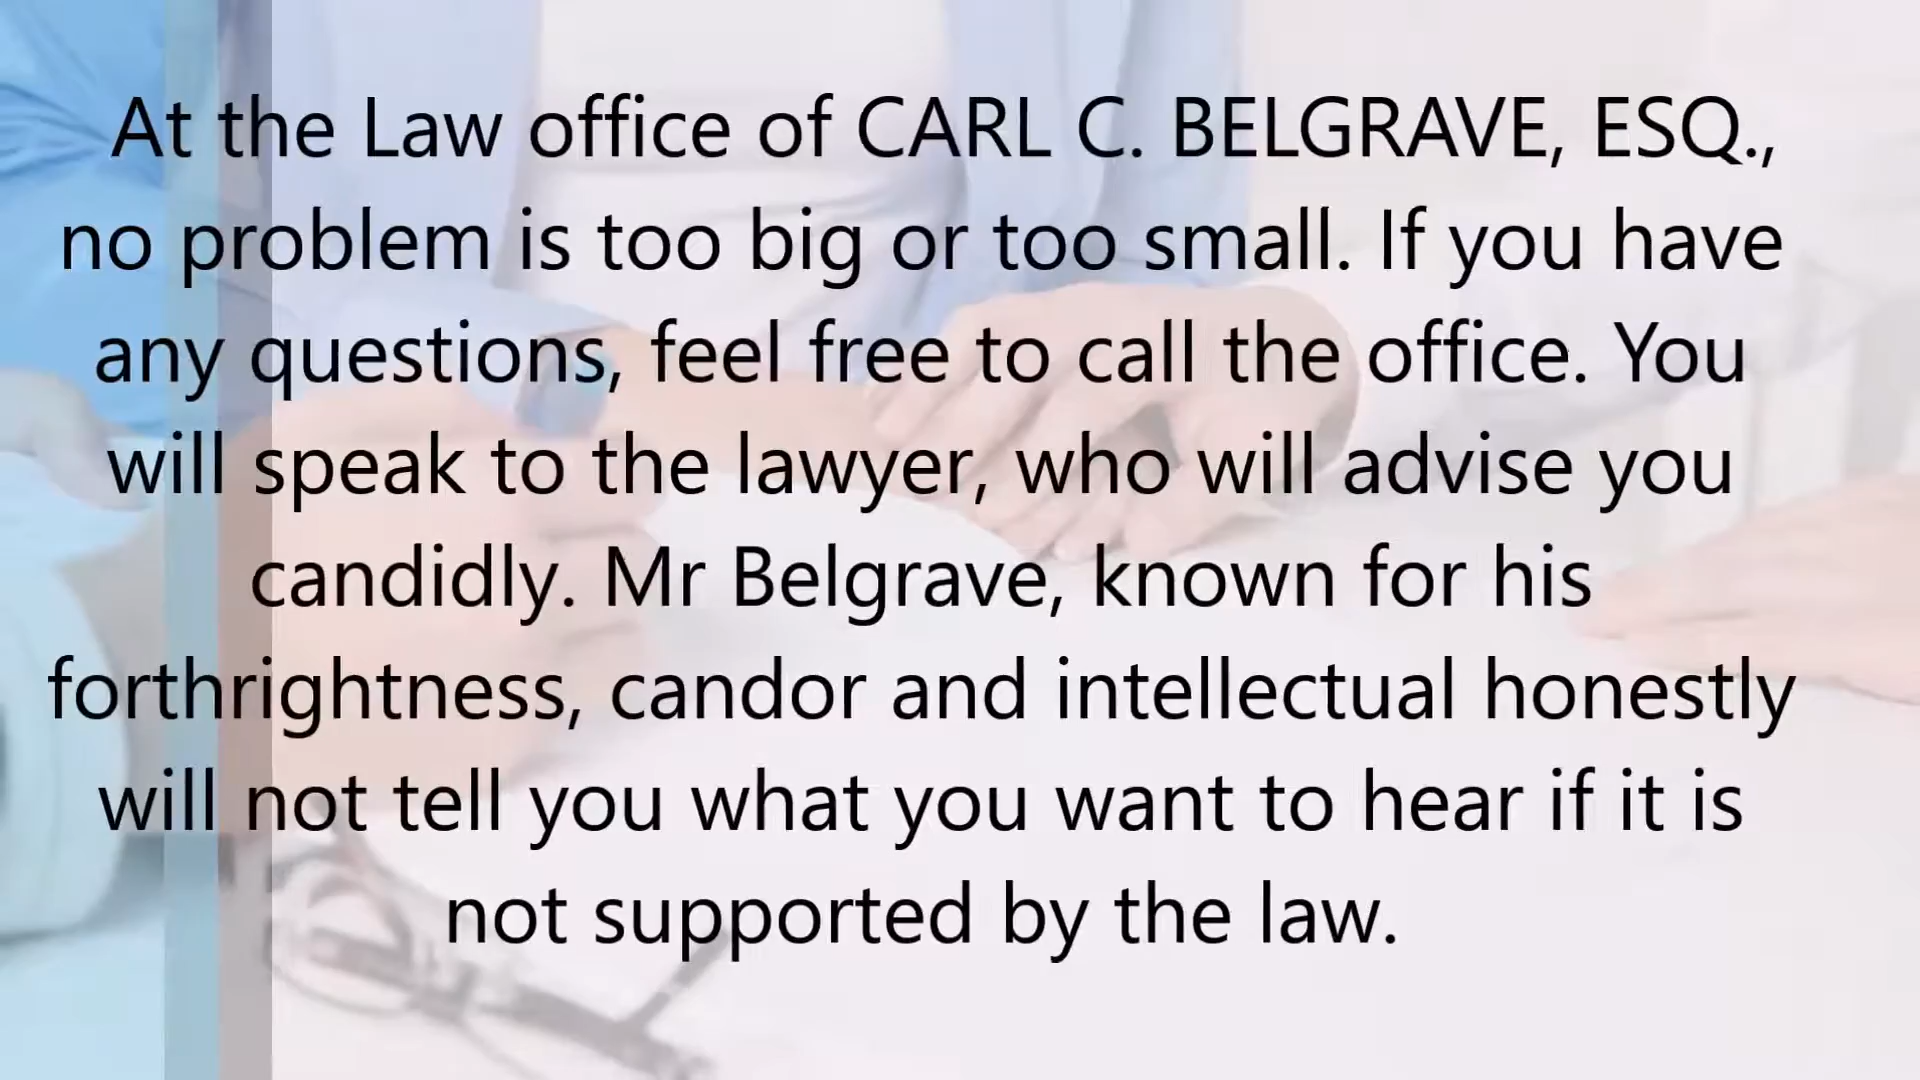 At the Law office of CARL C. BELGRAVE, ESQ.,
no problem is too big or too small. If you have
any questions, feel free to call the office. You
will speak to the lawyer, who will advise you
candidly. Mr Belgrave, known for his
forthrightness, candor and intellectual honestly
will not tell you what you want to hear if it is
not supported by the law.